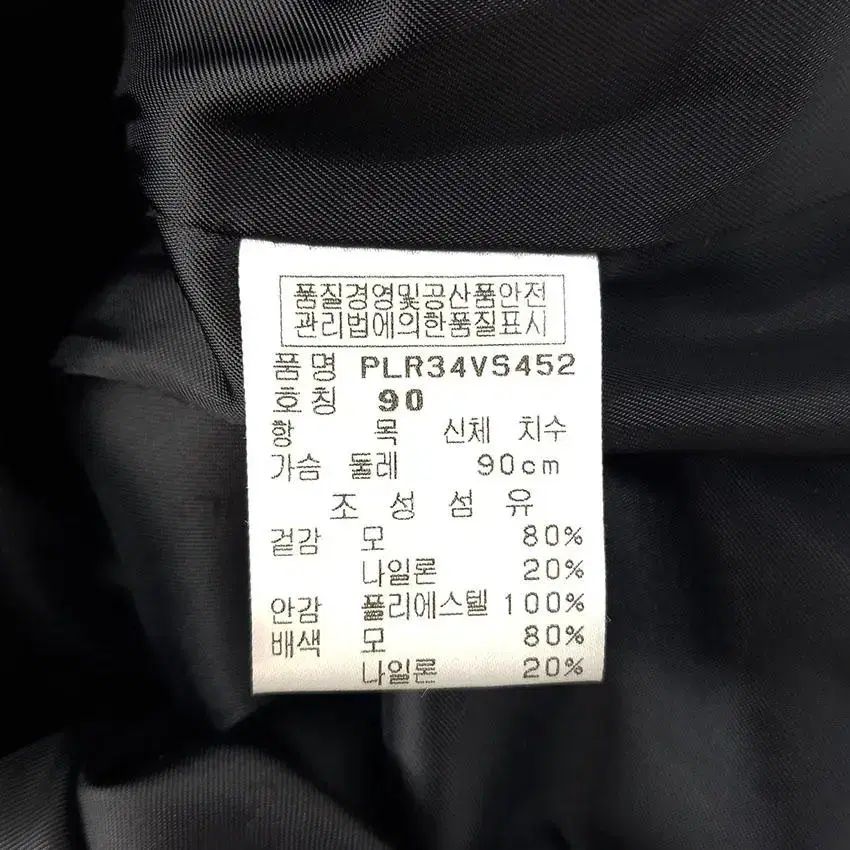 품질경영및공산품안전
관리법에의한품질표시
품 명 PLR34VS452
호 칭 90
항 목 신체 치수
가슴 둘레 90cm
조 성 섬 유
겉감 모 80%
나일론 20%
안감 폴리에스텔 100%
배색 모 80%
나일론 20%